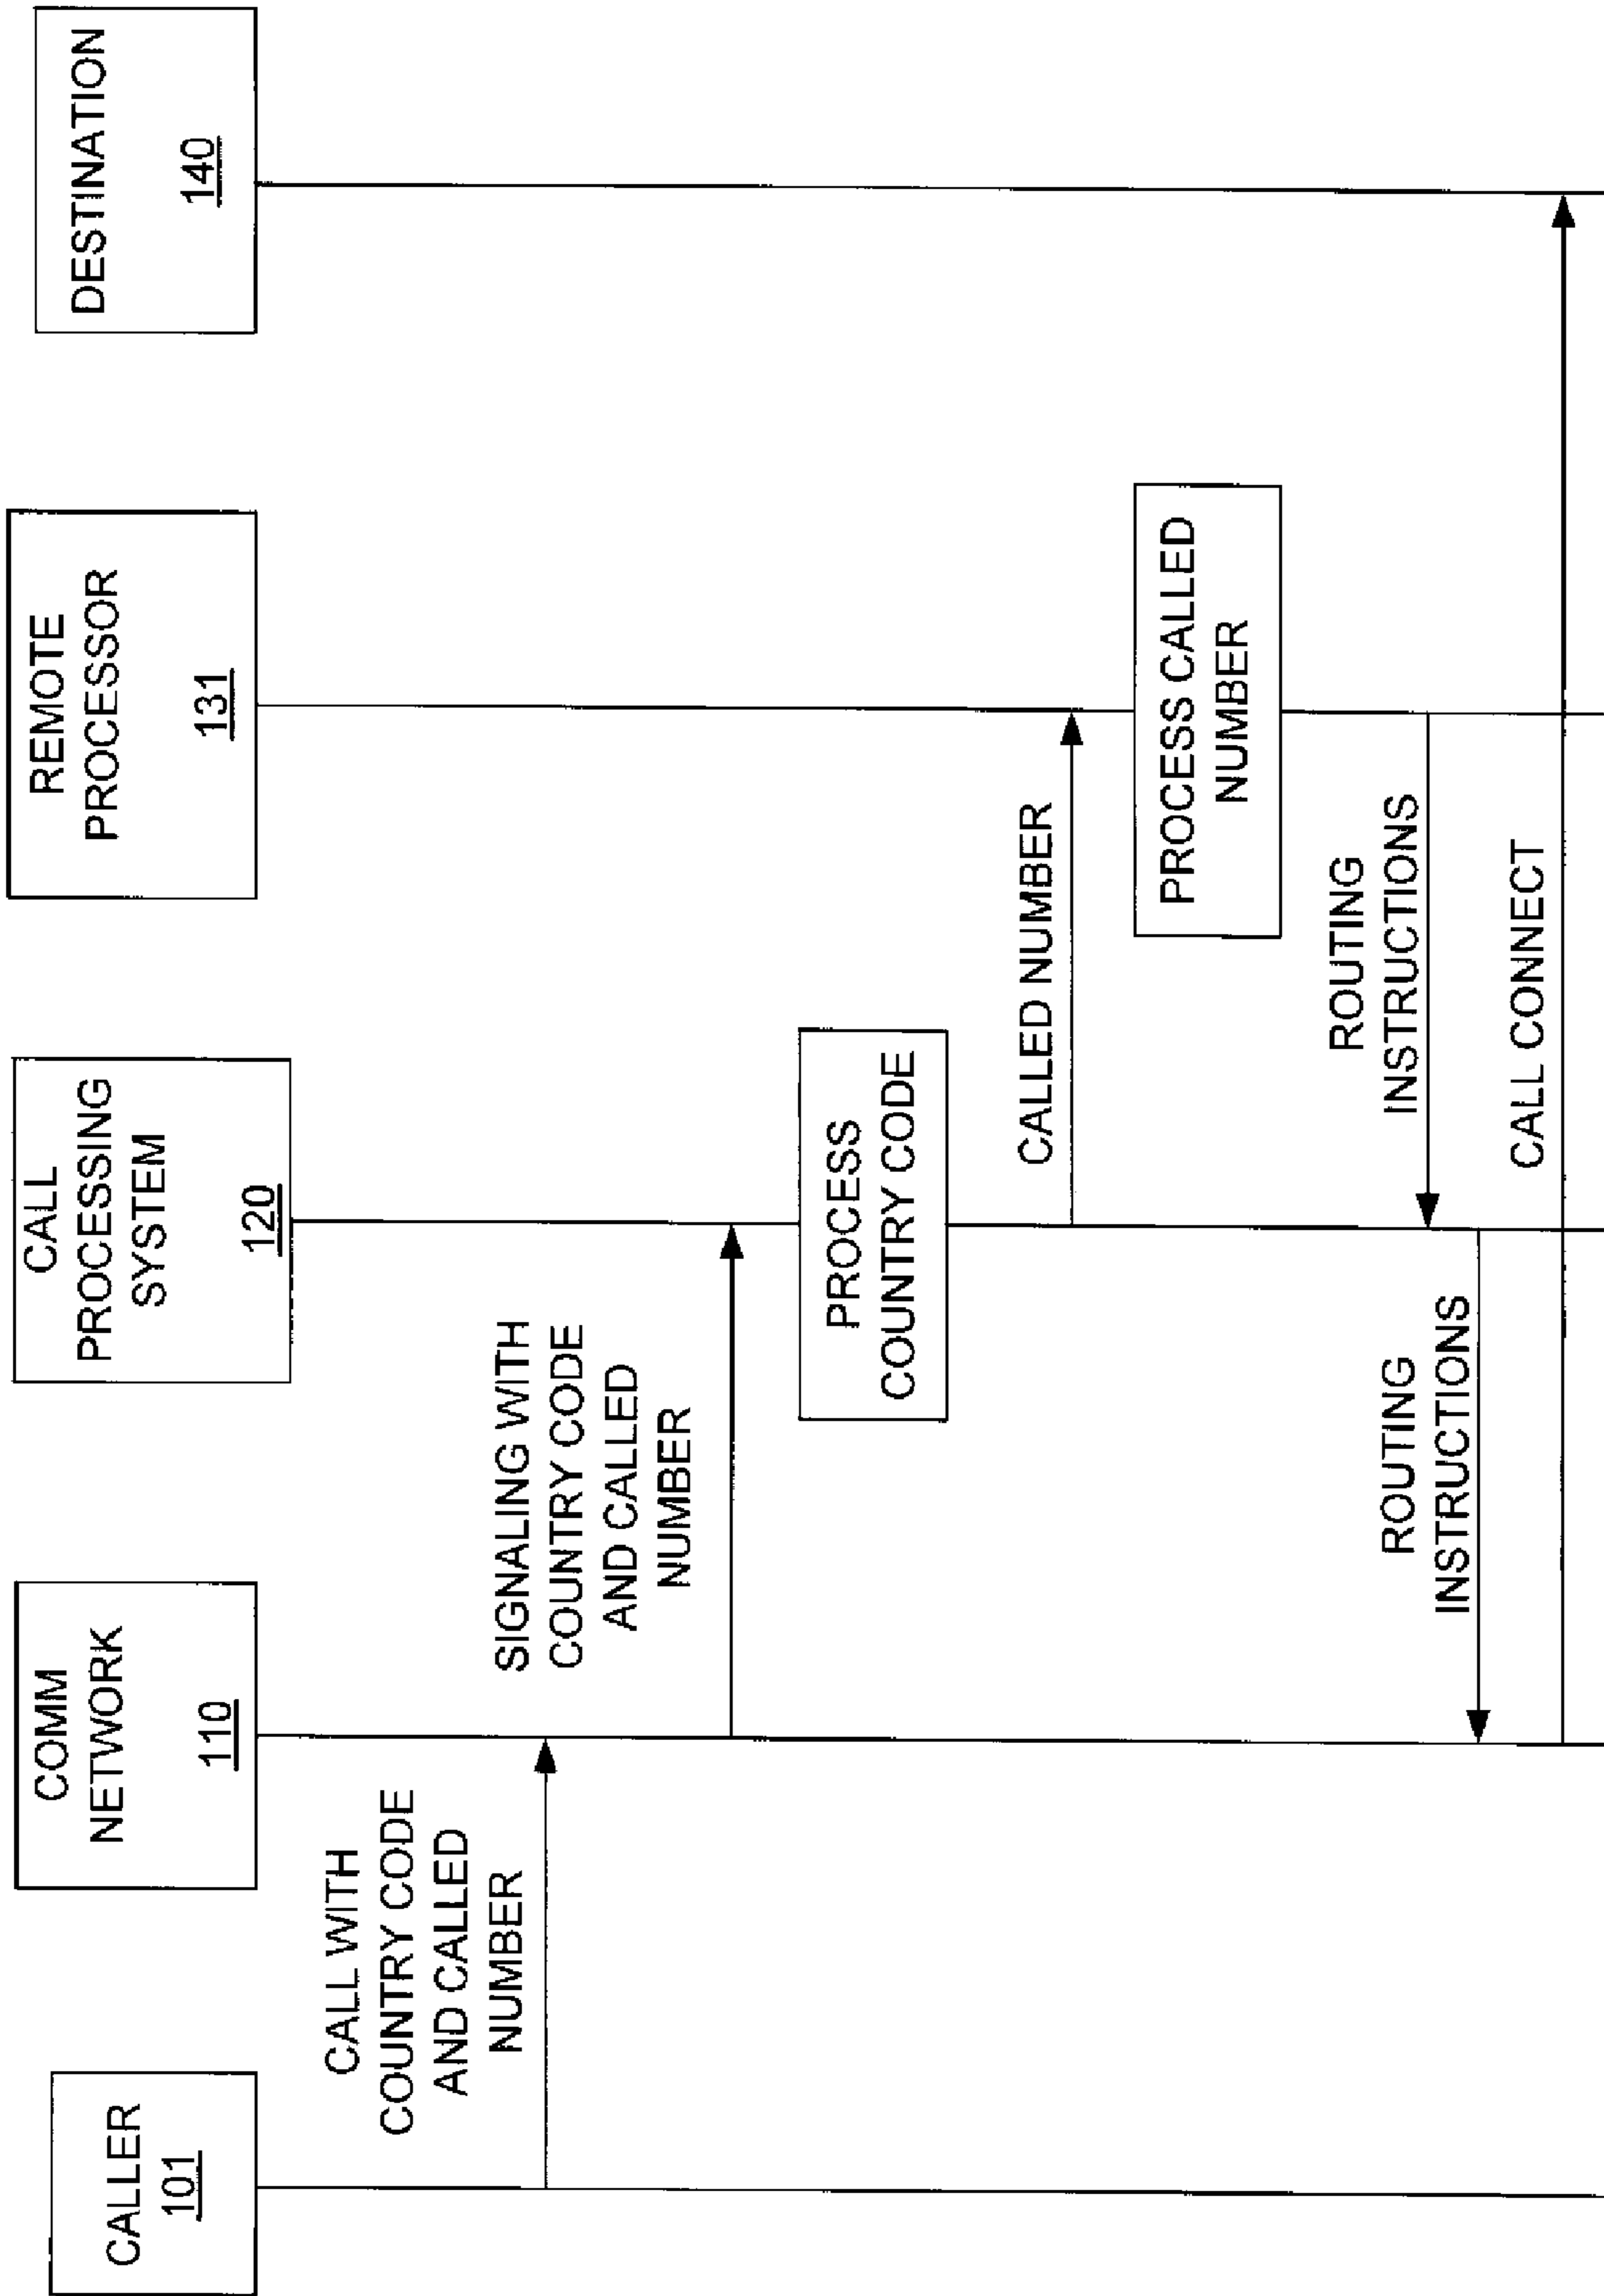 CALLER
101
COMM
NETWORK
110
CALL
PROCESSING
SYSTEM
120
REMOTE
PROCESSOR
131
DESTINATION
140
CALL WITH
COUNTRY CODE
AND CALLED
NUMBER
SIGNALING WITH
COUNTRY CODE
AND CALLED
NUMBER
PROCESS
COUNTRY CODE
CALLED NUMBER
PROCESS CALLED
NUMBER
ROUTING
INSTRUCTIONS
ROUTING
INSTRUCTIONS
CALL CONNECT